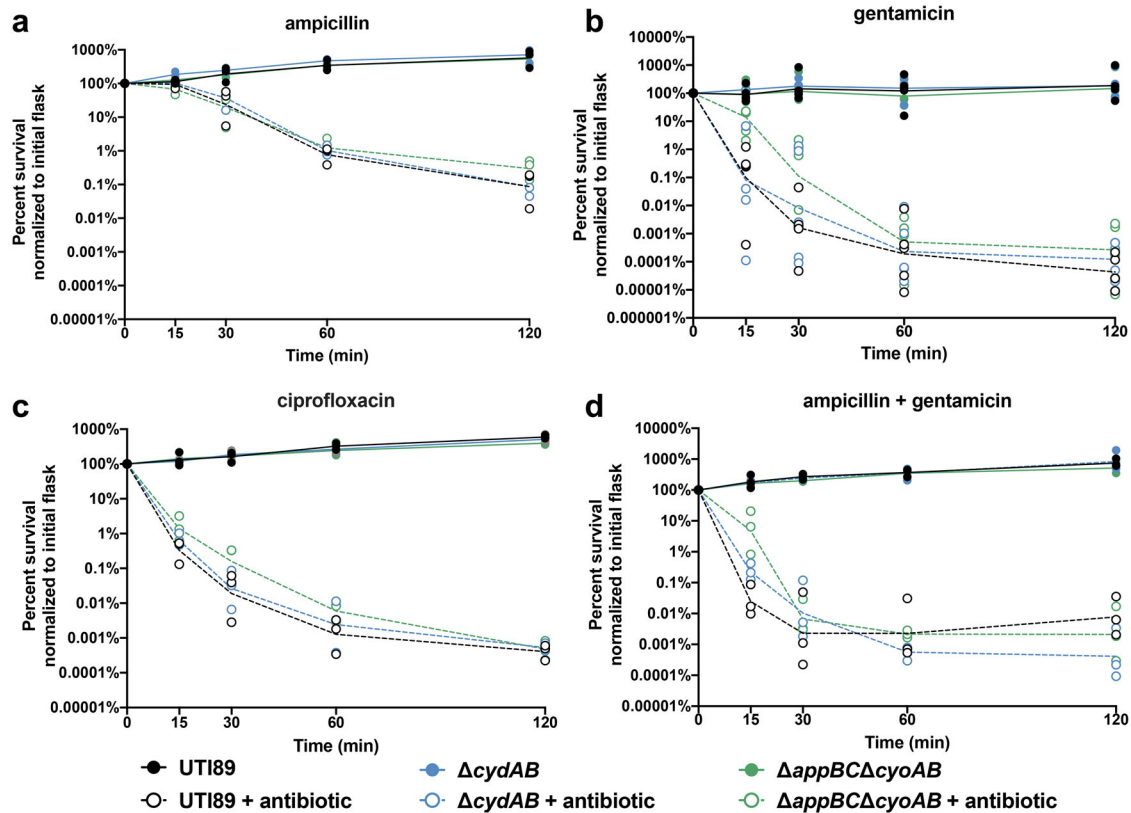 a
ampicillin
Percent survival
normalized to initial flask
1000%
100%
10%
1%
0.1%
0.01%
0.001%
0.0001%
0.00001%
0 15 30 60 120
Time (min)
b
gentamicin
Percent survival
normalized to initial flask
10000%
1000%
100%
10%
1%
0.1%
0.01%
0.001%
0.0001%
0.00001%
0.000001%
0 15 30 60 120
Time (min)
c
ciprofloxacin
Percent survival
normalized to initial flask
1000%
100%
10%
1%
0.1%
0.01%
0.001%
0.0001%
0.00001%
0 15 30 60 120
Time (min)
d
ampicillin + gentamicin
Percent survival
normalized to initial flask
1000%
100%
10%
1%
0.1%
0.01%
0.001%
0.0001%
0.00001%
0 15 30 60 120
Time (min)
UTI89 ΔcydAB ΔappBCΔcyoAB
UTI89 + antibiotic ΔcydAB + antibiotic ΔappBCΔcyoAB + antibiotic